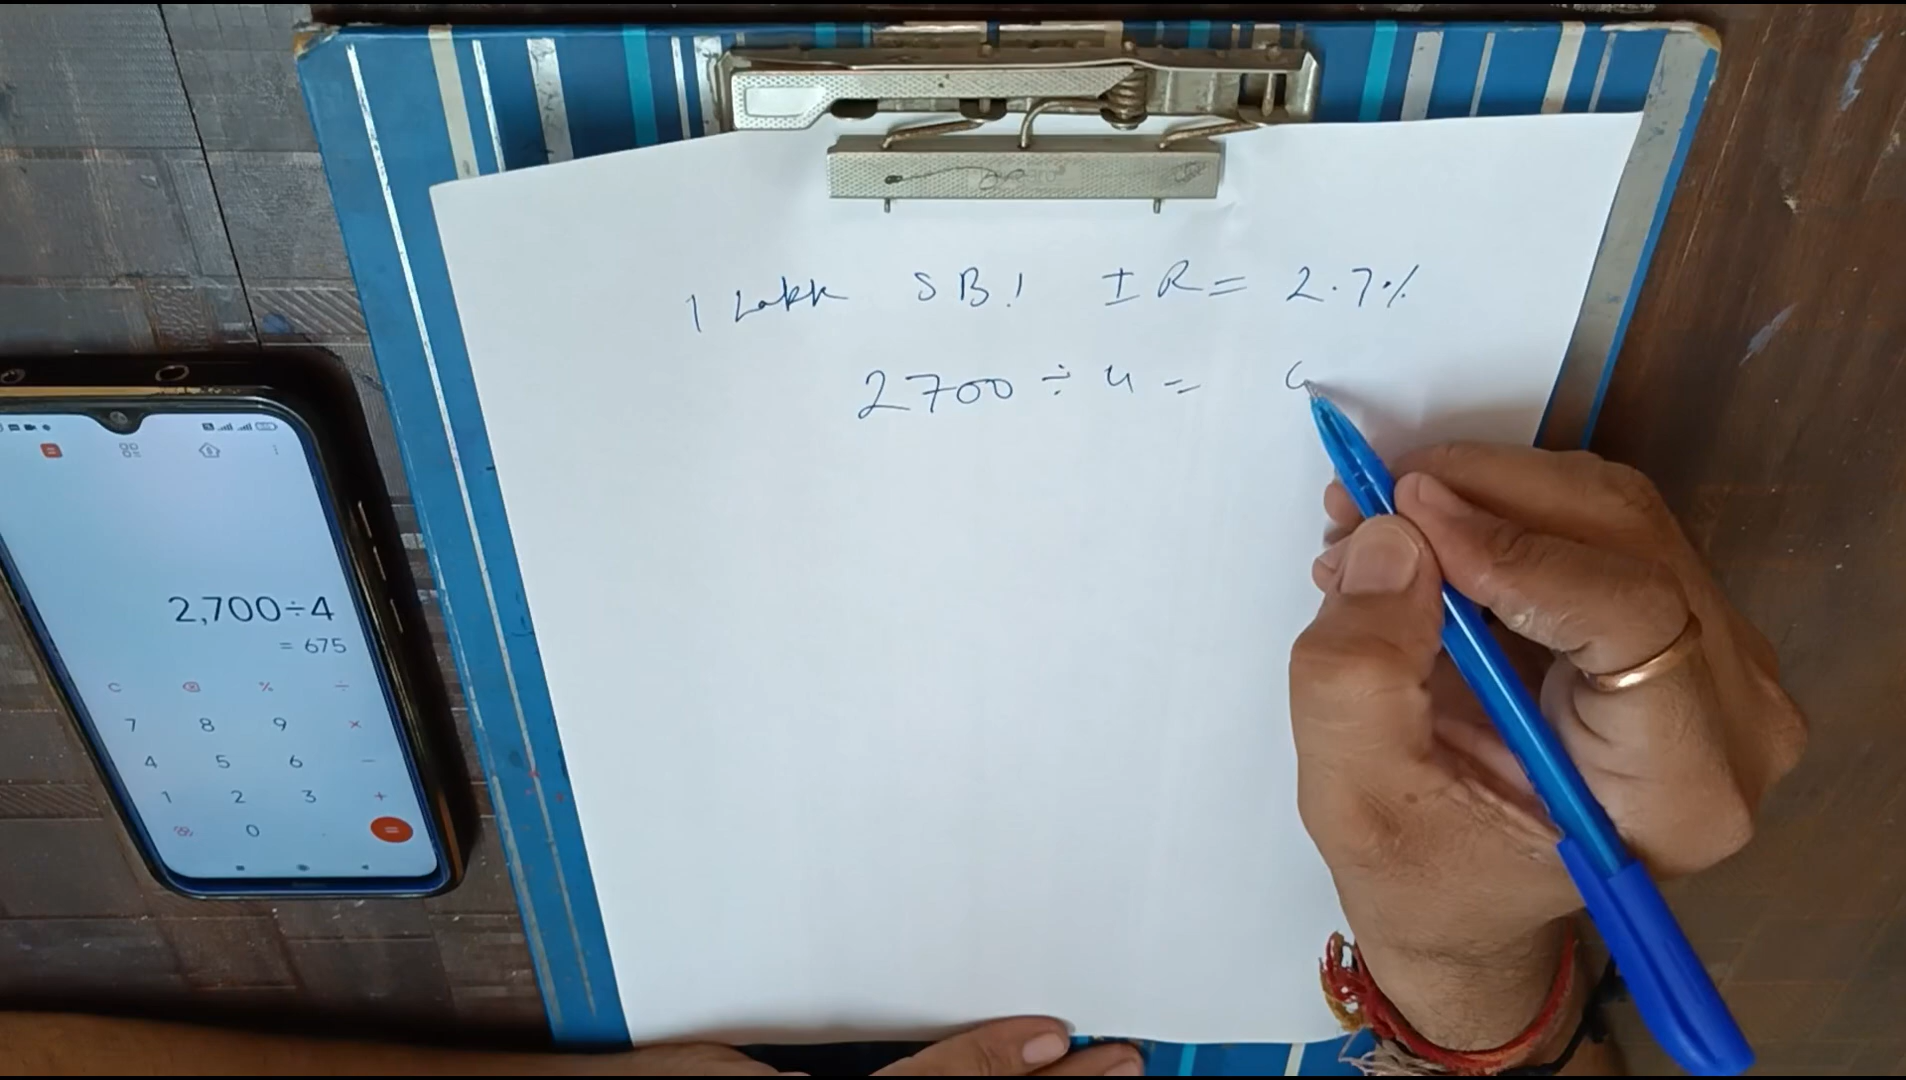 1 Lakh SBI IR = 2.7%
2700 ÷ 4 =
2,700÷4
= 675
C % ÷
7 8 9 ×
4 5 6 −
1 2 3 +
0 . =